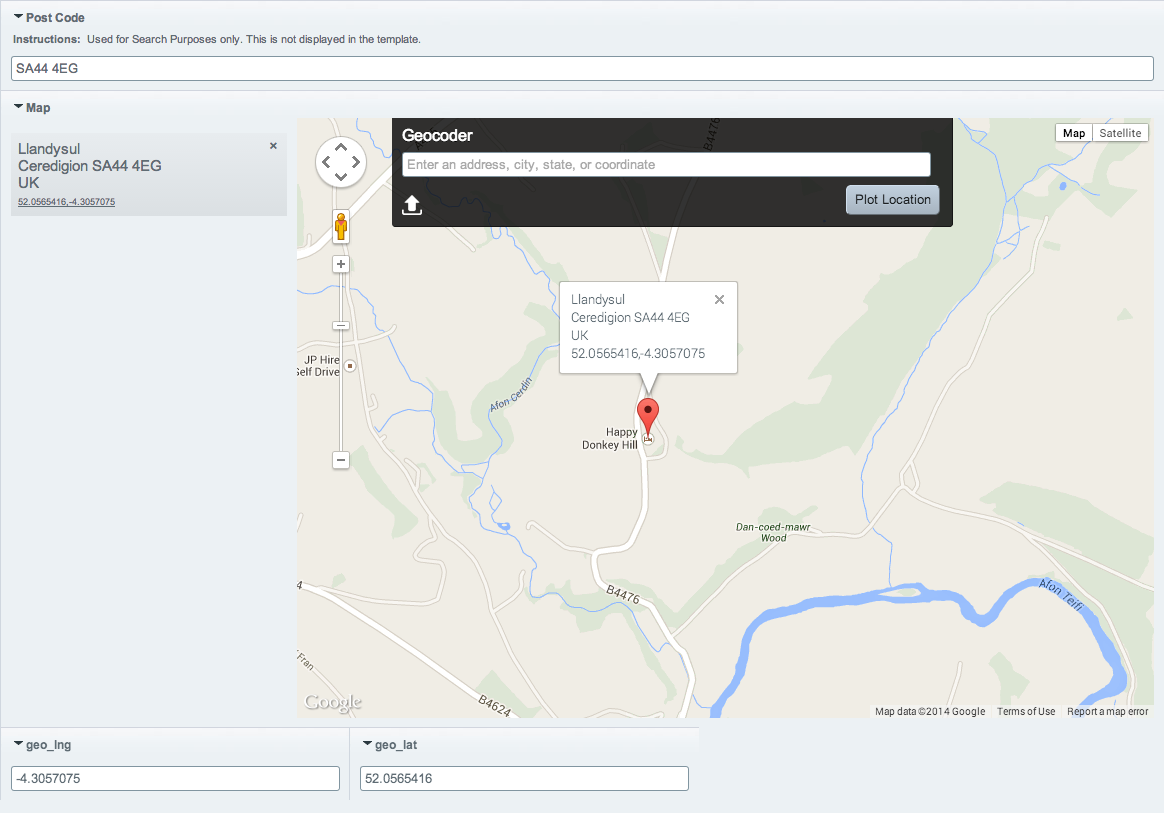 Post Code
Instructions: Used for Search Purposes only. This is not displayed in the template.
SA44 4EG
Map
Llandysul
Ceredigion SA44 4EG
UK
52.0565416,-4.3057075
Geocoder
Enter an address, city, state, or coordinate
Plot Location
Map Satellite
B4476
Llandysul
Ceredigion SA44 4EG
UK
52.0565416,-4.3057075
JP Hire
Self Drive
Afon Cerdin
Happy
Donkey Hill
Dan-coed-mawr
Wood
B4476
Afon Teifi
Fran
B4624
Google
Map data ©2014 Google Terms of Use Report a map error
geo_lng
-4.3057075
geo_lat
52.0565416